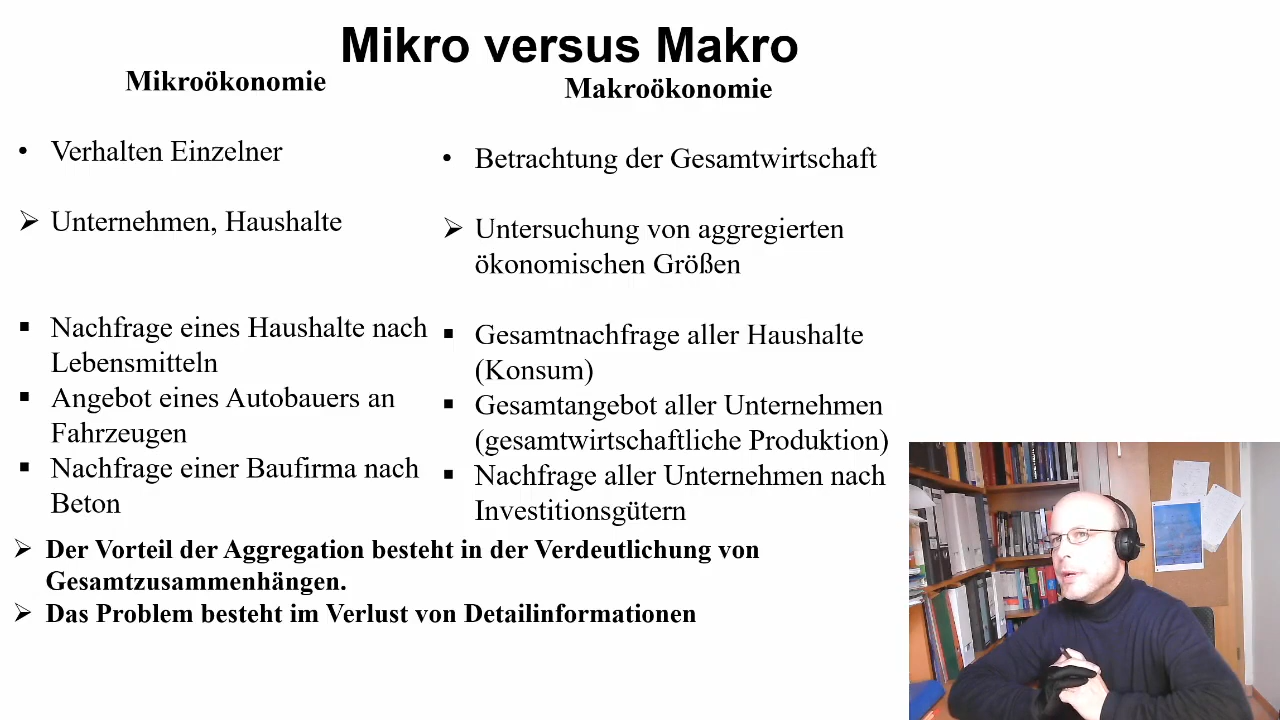 Mikro versus Makro
Mikroökonomie
Verhalten Einzelner
Unternehmen, Haushalte
Nachfrage eines Haushalte nach
Lebensmitteln
Angebot eines Autobauers an
Fahrzeugen
Nachfrage einer Baufirma nach
Beton
Makroökonomie
Betrachtung der Gesamtwirtschaft
Untersuchung von aggregierten
ökonomischen Größen
Gesamtnachfrage aller Haushalte
(Konsum)
Gesamtangebot aller Unternehmen
(gesamtwirtschaftliche Produktion)
Nachfrage aller Unternehmen nach
Investitionsgütern
Der Vorteil der Aggregation besteht in der Verdeutlichung von
Gesamtzusammenhängen.
Das Problem besteht im Verlust von Detailinformationen